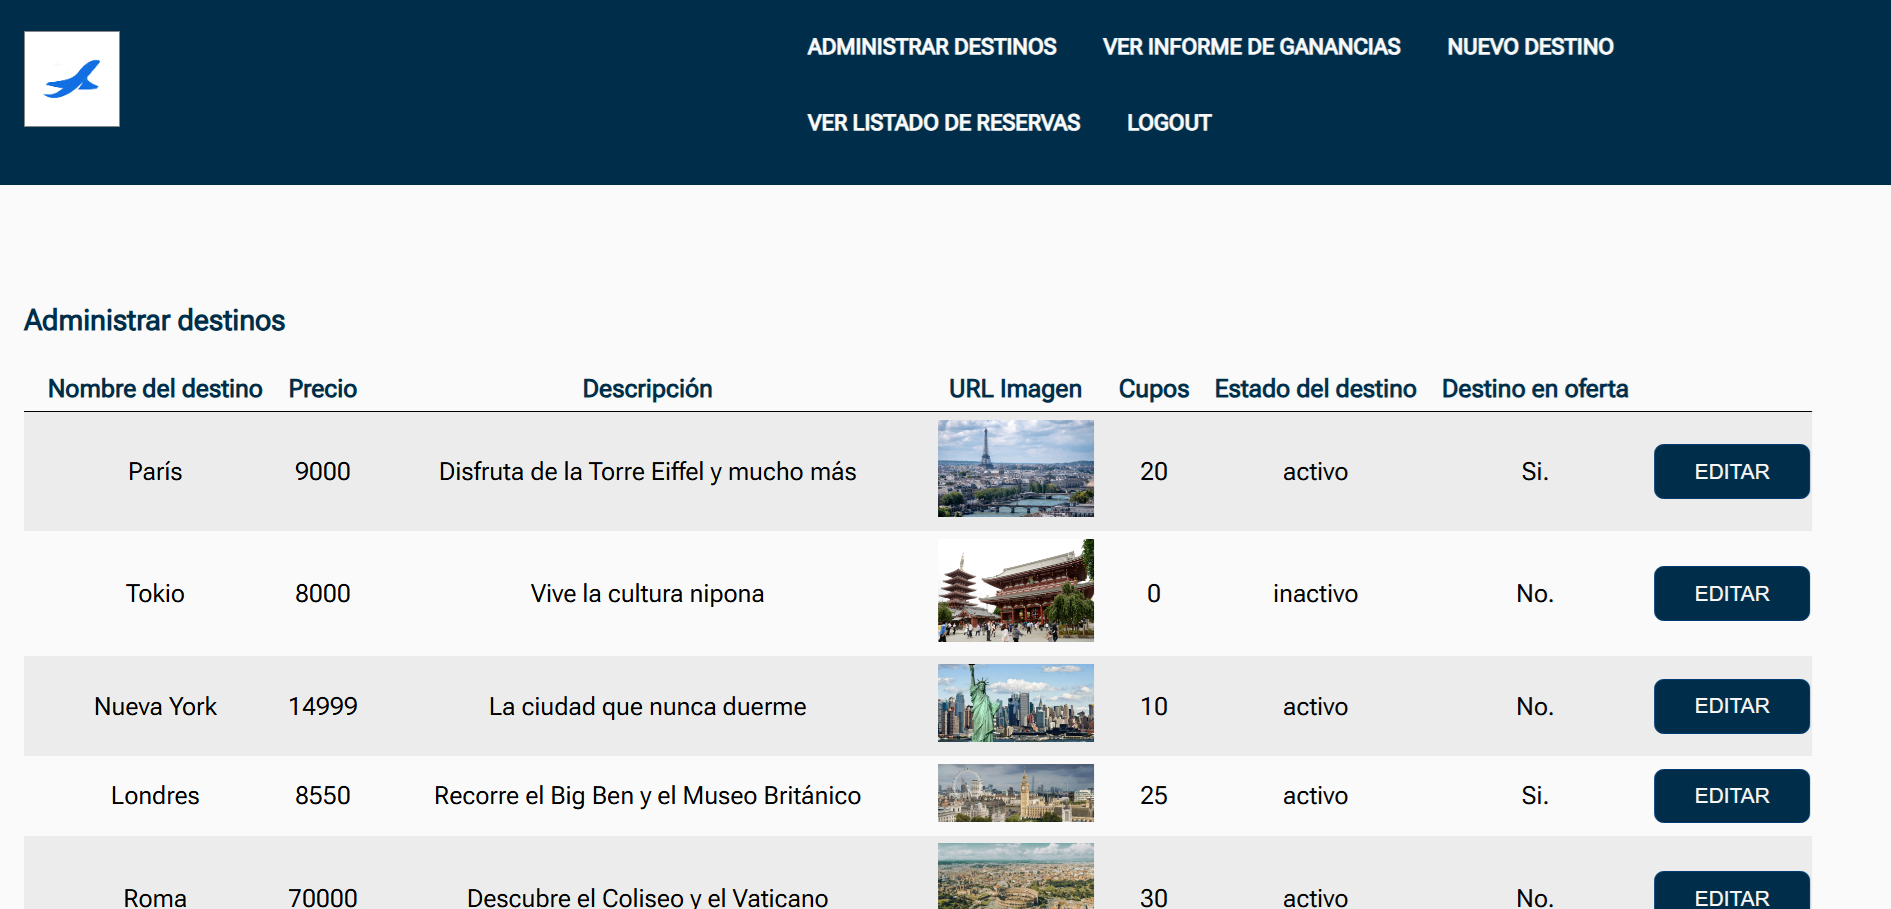 ADMINISTRAR DESTINOS VER INFORME DE GANANCIAS NUEVO DESTINO
VER LISTADO DE RESERVAS LOGOUT
Administrar destinos
Nombre del destino Precio Descripción URL Imagen Cupos Estado del destino Destino en oferta
París 9000 Disfruta de la Torre Eiffel y mucho más 20 activo Si. EDITAR
Tokio 8000 Vive la cultura nipona 0 inactivo No. EDITAR
Nueva York 14999 La ciudad que nunca duerme 10 activo No. EDITAR
Londres 8550 Recorre el Big Ben y el Museo Británico 25 activo Si. EDITAR
Roma 70000 Descubre el Coliseo y el Vaticano 30 activo No. EDITAR